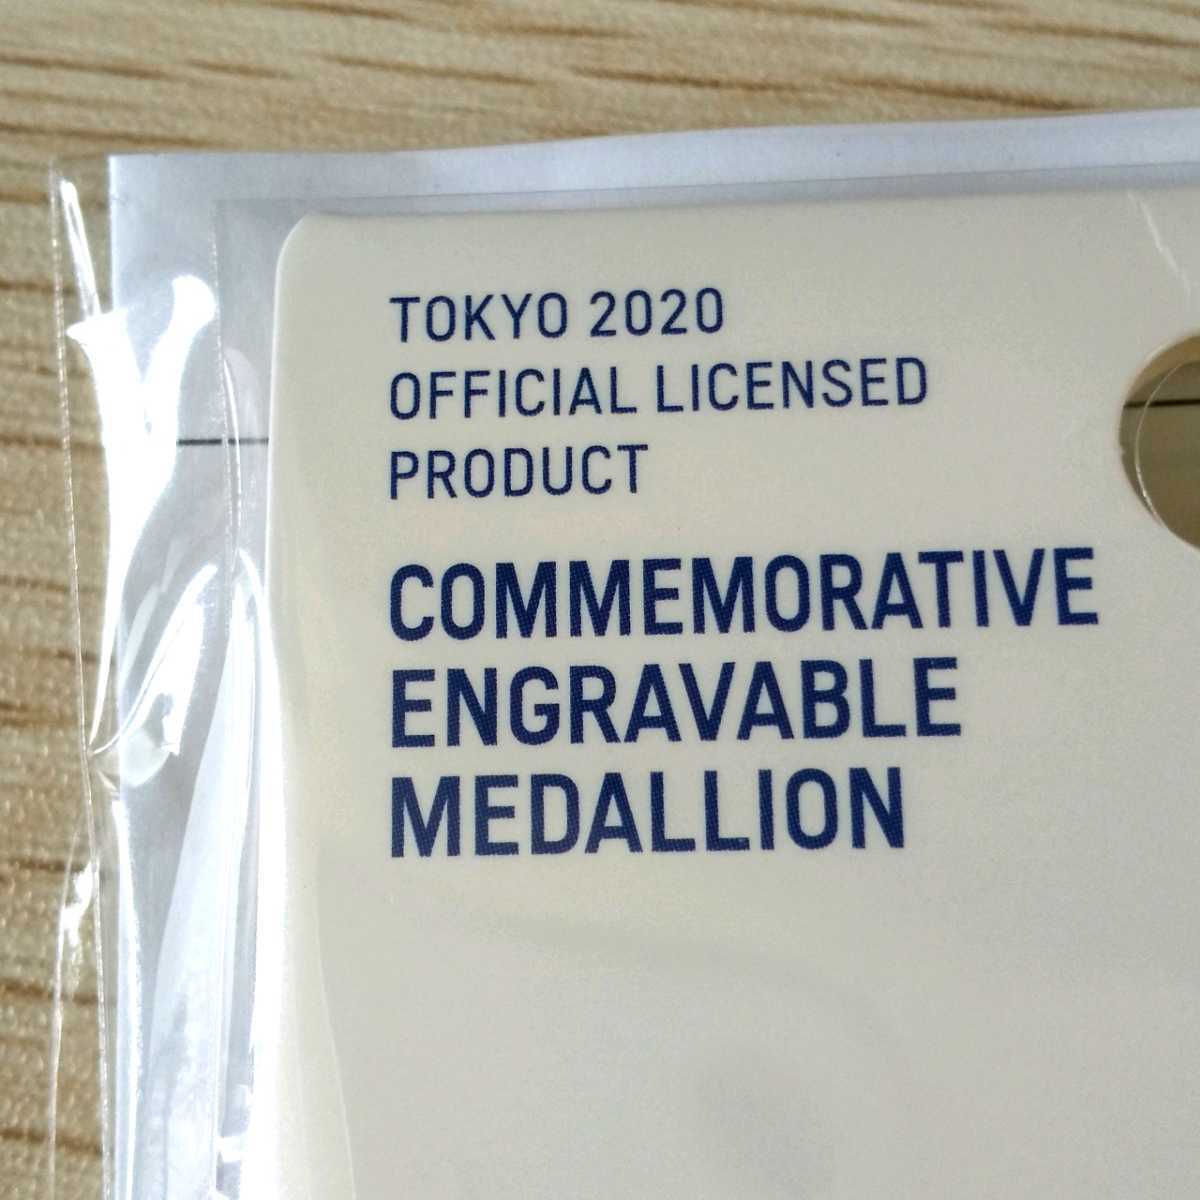 TOKYO 2020
OFFICIAL LICENSED
PRODUCT
COMMEMORATIVE
ENGRAVABLE
MEDALLION